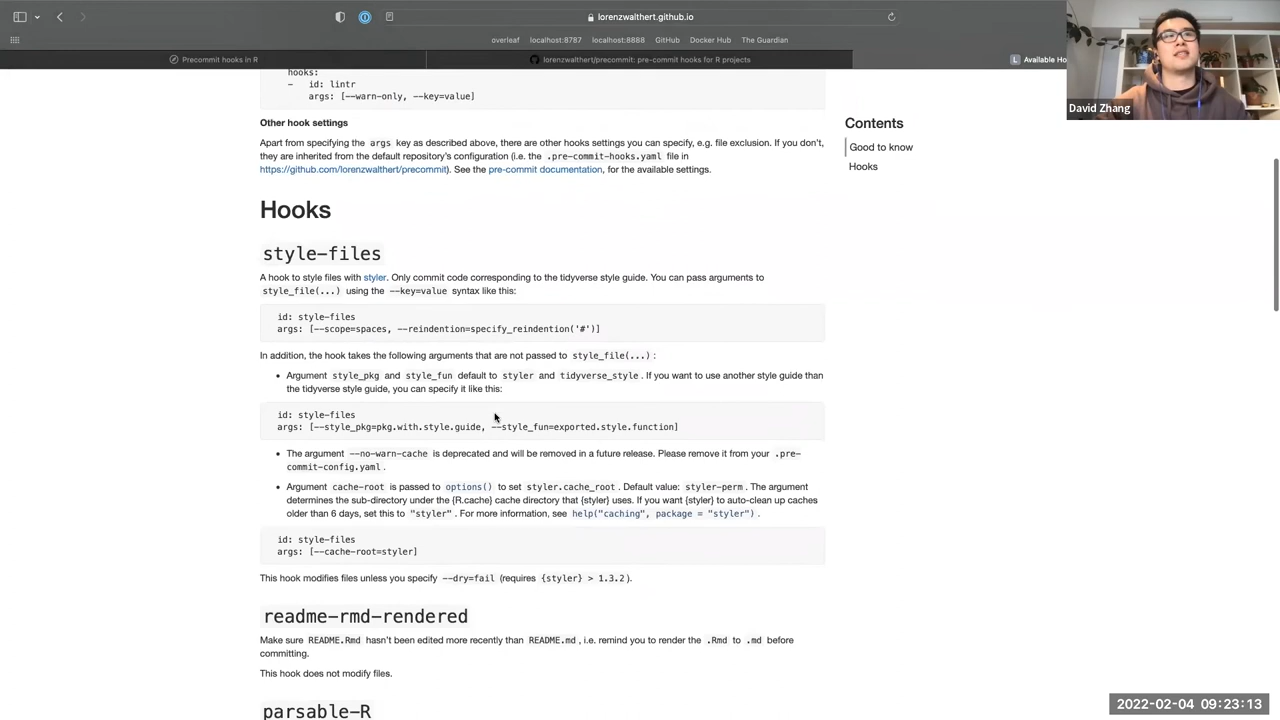 lorenzwalthert.github.io
overleaf localhost:8787 localhost:8888 GitHub Docker Hub The Guardian
Precommit hooks in R
lorenzwalthert/precommit: pre-commit hooks for R projects
Available Ho
David Zhang
hooks:
- id: lintr
args: [--warn-only, --key=value]
Other hook settings
Apart from specifying the args key as described above, there are other hooks settings you can specify, e.g. file exclusion. If you don't,
they are inherited from the default repository's configuration (i.e. the .pre-commit-hooks.yaml file in
https://github.com/lorenzwalthert/precommit). See the pre-commit documentation, for the available settings.
Contents
Good to know
Hooks
Hooks
style-files
A hook to style files with styler. Only commit code corresponding to the tidyverse style guide. You can pass arguments to
style_file(...) using the --key=value syntax like this:
id: style-files
args: [--scope=spaces, --reindention=specify_reindention('#')]
In addition, the hook takes the following arguments that are not passed to style_file(...) :
• Argument style_pkg and style_fun default to styler and tidyverse_style. If you want to use another style guide than
the tidyverse style guide, you can specify it like this:
id: style-files
args: [--style_pkg=pkg.with.style.guide, --style_fun=exported.style.function]
• The argument --no-warn-cache is deprecated and will be removed in a future release. Please remove it from your .pre-
commit-config.yaml.
• Argument cache-root is passed to options() to set styler.cache_root. Default value: styler-perm. The argument
determines the sub-directory under the {R.cache} cache directory that {styler} uses. If you want {styler} to auto-clean up caches
older than 6 days, set this to "styler". For more information, see help("caching", package = "styler").
id: style-files
args: [--cache-root=styler]
This hook modifies files unless you specify --dry=fail (requires {styler} > 1.3.2).
readme-rmd-rendered
Make sure README.Rmd hasn't been edited more recently than README.md, i.e. remind you to render the .Rmd to .md before
committing.
This hook does not modify files.
parsable-R
2022-02-04 09:23:13